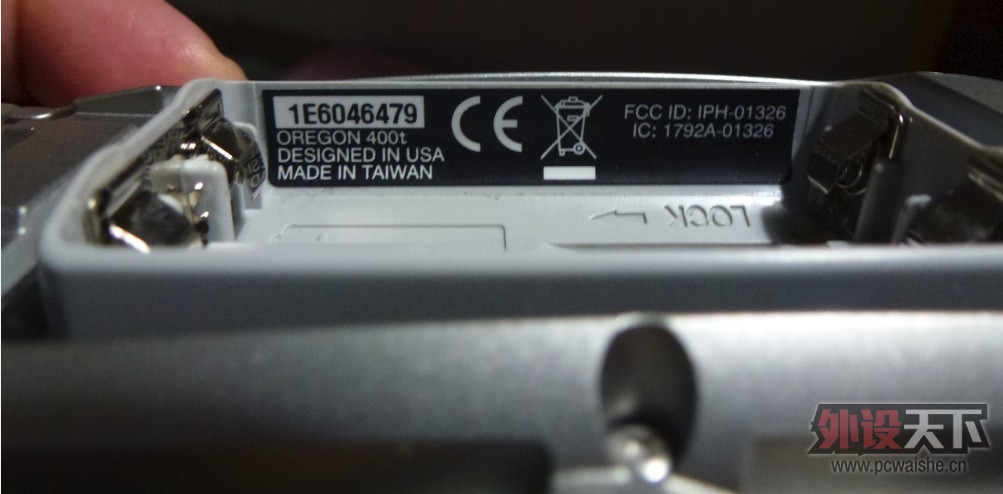 1E6046479
OREGON 400t
DESIGNED IN USA
MADE IN TAIWAN
CE
FCC ID: IPH-01326
IC: 1792A-01326
LOCK
外设天下
www.pcwaishe.cn